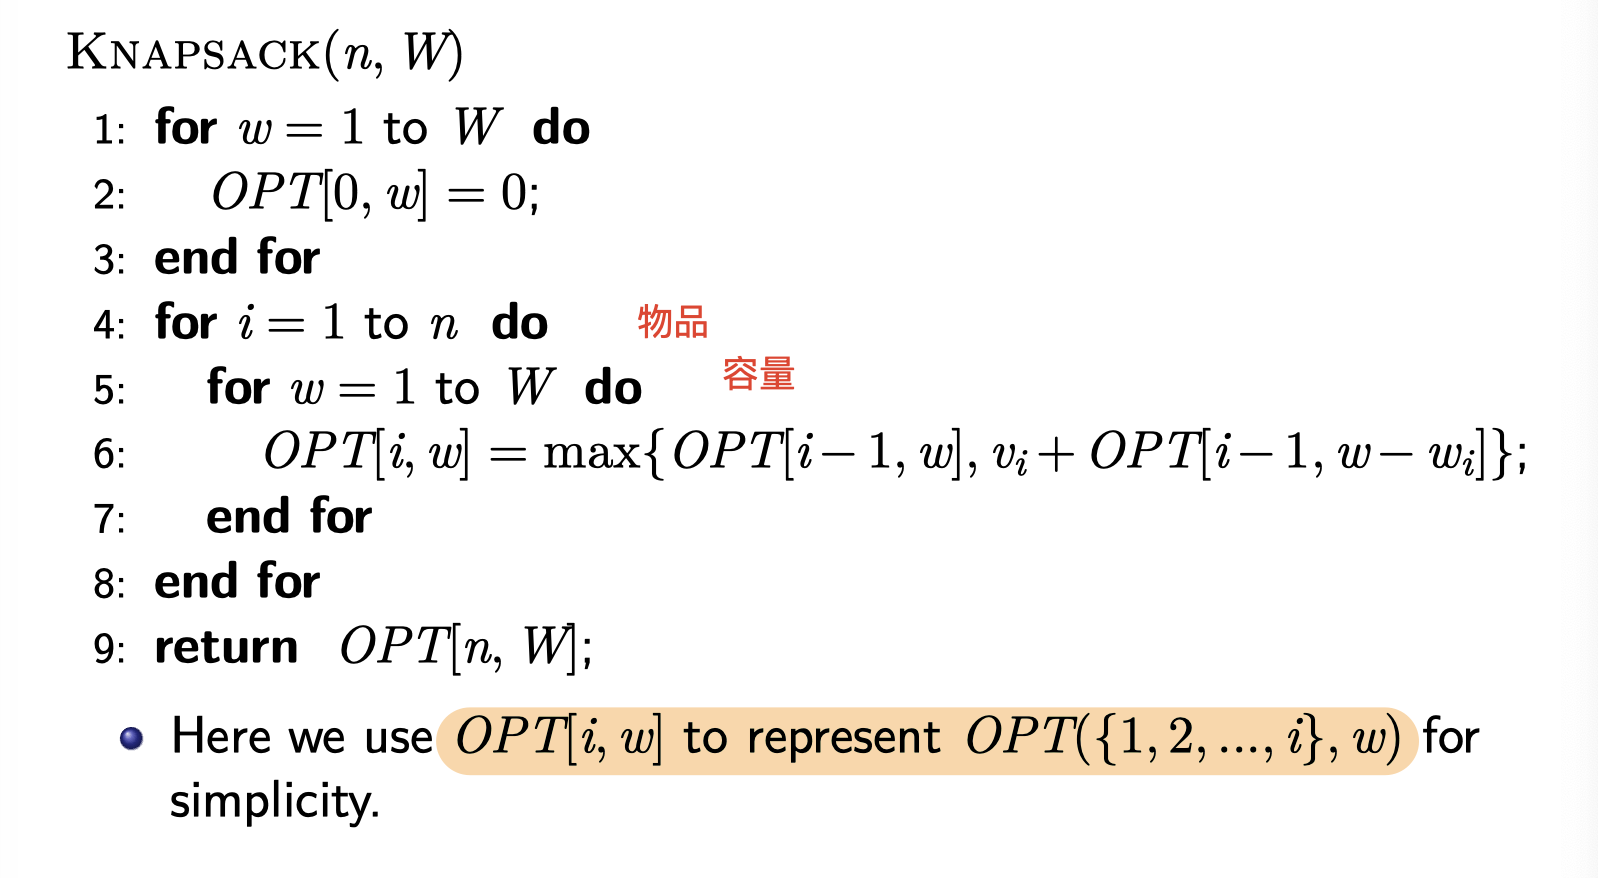 KNAPSACK(n, W)
1: for w = 1 to W do
2: OPT[0, w] = 0;
3: end for
4: for i = 1 to n do 物品
5: for w = 1 to W do 容量
6: OPT[i, w] = max{OPT[i − 1, w], vᵢ + OPT[i − 1, w − wᵢ]};
7: end for
8: end for
9: return OPT[n, W];
Here we use OPT[i, w] to represent OPT({1, 2, ..., i}, w) for
simplicity.